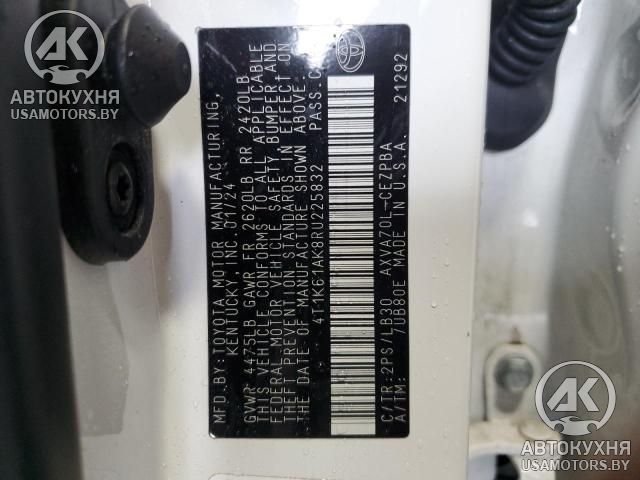 MFD.BY: TOYOTA MOTOR MANUFACTURING,
KENTUCKY, INC. 01/24
GVWR 4475LB GAWR FR 2620LB RR 2420LB
THIS VEHICLE CONFORMS TO ALL APPLICABLE
FEDERAL MOTOR VEHICLE SAFETY, BUMPER, AND
THEFT PREVENTION STANDARDS IN EFFECT ON
THE DATE OF MANUFACTURE SHOWN ABOVE.
4T1K61AK8RU225832 PASS.C
C/TR:2PS/LB30 AXVA70L-CEZPBA
A/TM: 7UB80E MADE IN U.S.A. 21292
АК
АВТОКУХНЯ
USAMOTORS.BY
АК
АВТОКУХНЯ
USAMOTORS.BY